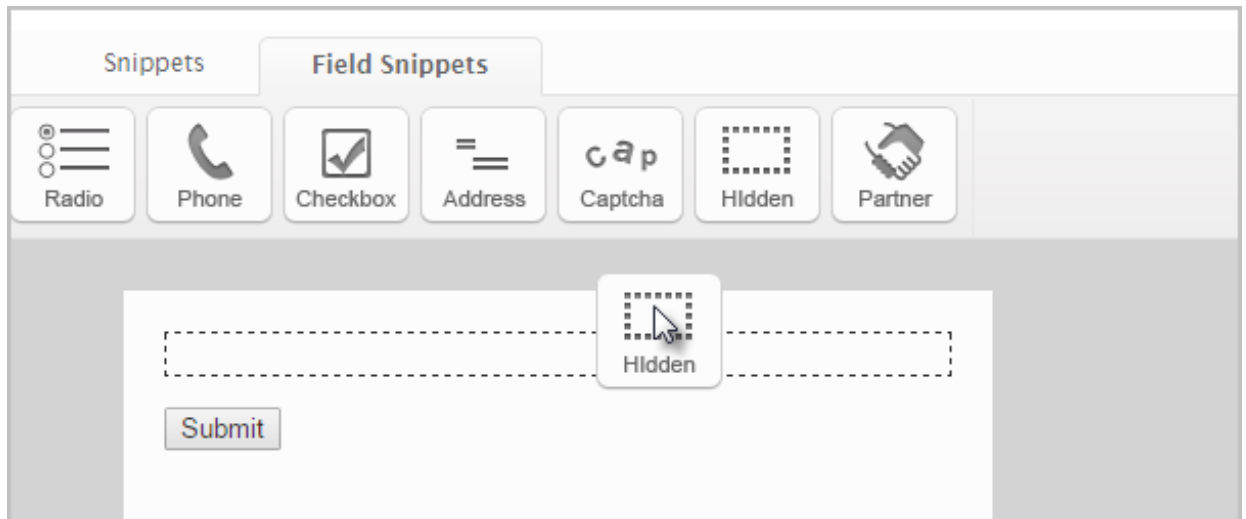 Snippets Field Snippets
Radio Phone Checkbox Address cap Captcha HIdden Partner
HIdden
Submit